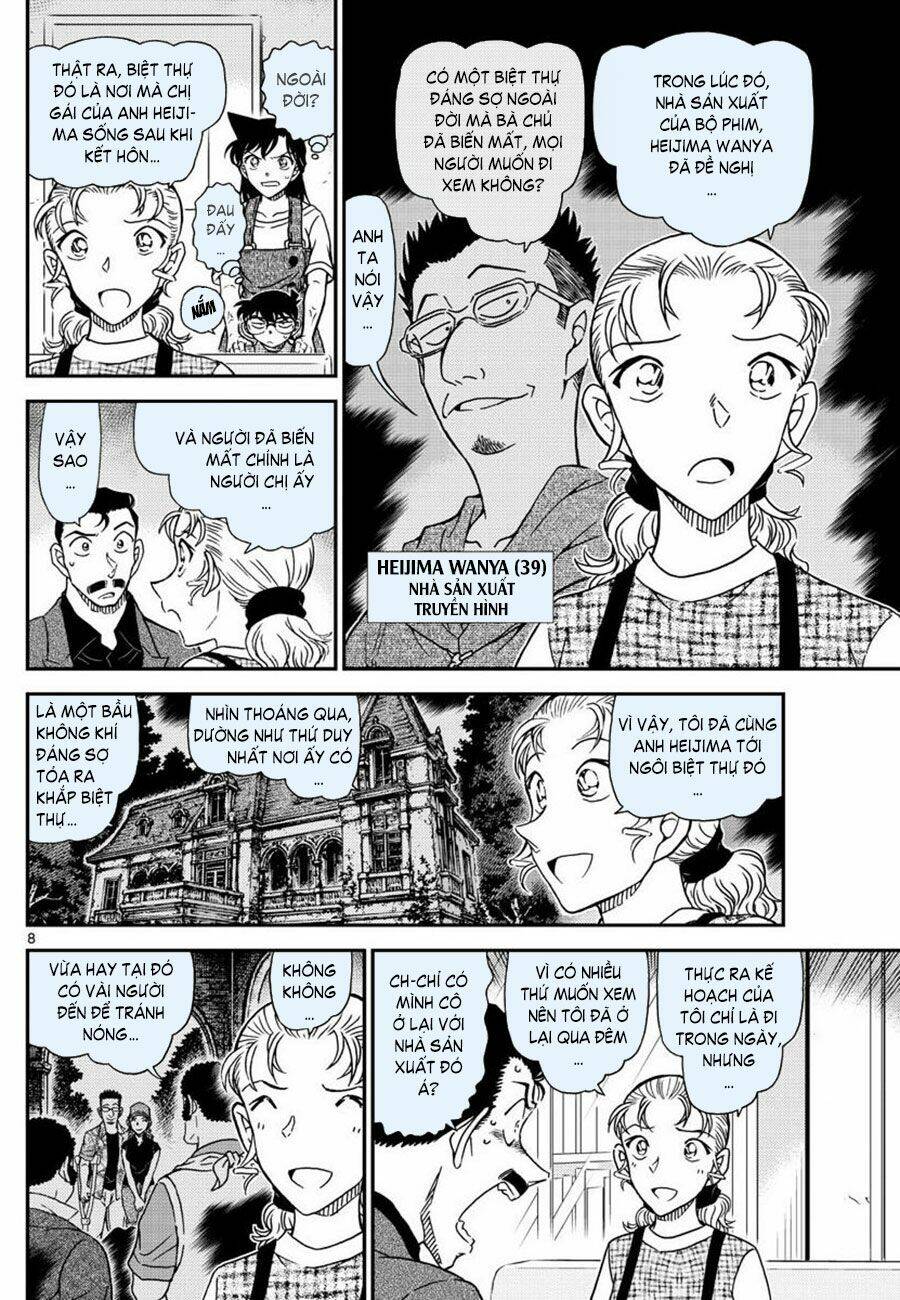 TRONG LÚC ĐÓ,
NHÀ SẢN XUẤT
CỦA BỘ PHIM,
HEIJIMA WANYA
ĐÃ ĐỀ NGHỊ
...
CÓ MỘT BIỆT THỰ
ĐÁNG SỢ NGOÀI
ĐỜI MÀ BÀ CHỦ
ĐÃ BIẾN MẤT, MỌI
NGƯỜI MUỐN ĐI
XEM KHÔNG?
ANH
TA
NÓI
VẬY
...
HEIJIMA WANYA (39)
NHÀ SẢN XUẤT
TRUYỀN HÌNH
NGOÀI
ĐỜI?
THẬT RA, BIỆT THỰ
ĐÓ LÀ NƠI MÀ CHỊ
GÁI CỦA ANH HEIJI-
MA SỐNG SAU KHI
KẾT HÔN...
ĐAU
ĐẤY
...
NẮM
VÀ NGƯỜI ĐÃ BIẾN
MẤT CHÍNH LÀ
NGƯỜI CHỊ ẤY
...
VẬY
SAO
...
VÌ VẬY, TÔI ĐÃ CÙNG
ANH HEIJIMA TỚI
NGÔI BIỆT THỰ ĐÓ
...
NHÌN THOÁNG QUA,
DƯỜNG NHƯ THỨ DUY
NHẤT NƠI ẤY CÓ
...
LÀ MỘT BẦU
KHÔNG KHÍ
ĐÁNG SỢ
TỎA RA
KHẮP BIỆT
THỰ...
8
THỰC RA KẾ
HOẠCH CỦA
TÔI CHỈ LÀ ĐI
TRONG NGÀY,
NHƯNG
...
VÌ CÓ NHIỀU
THỨ MUỐN XEM
NÊN TÔI ĐÃ Ở
LẠI QUA ĐÊM
...
CH-CHỈ CÓ
MÌNH CÔ
Ở LẠI VỚI
NHÀ SẢN
XUẤT ĐÓ
Á?
KHÔNG
KHÔNG
...
VỪA HAY TẠI ĐÓ
CÓ VÀI NGƯỜI
ĐẾN ĐỂ TRÁNH
NÓNG...